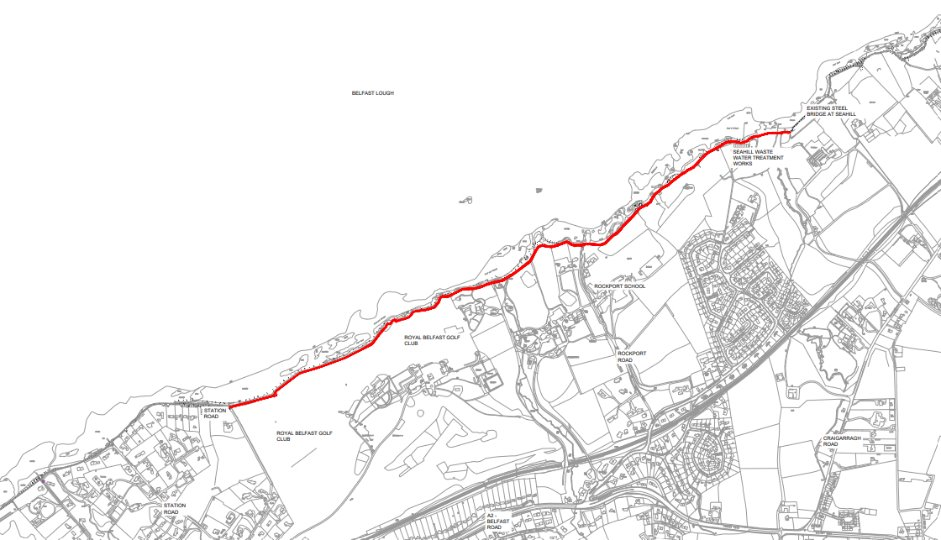 BELFAST LOUGH
EXISTING STEEL
BRIDGE AT SEAHILL
SEAHILL WASTE
WATER TREATMENT
WORKS
ROCKPORT SCHOOL
ROYAL BELFAST GOLF
CLUB
ROCKPORT
ROAD
STATION
ROAD
ROYAL BELFAST GOLF
CLUB
CRAIGARRAGH
ROAD
STATION
ROAD
A2 -
BELFAST
ROAD